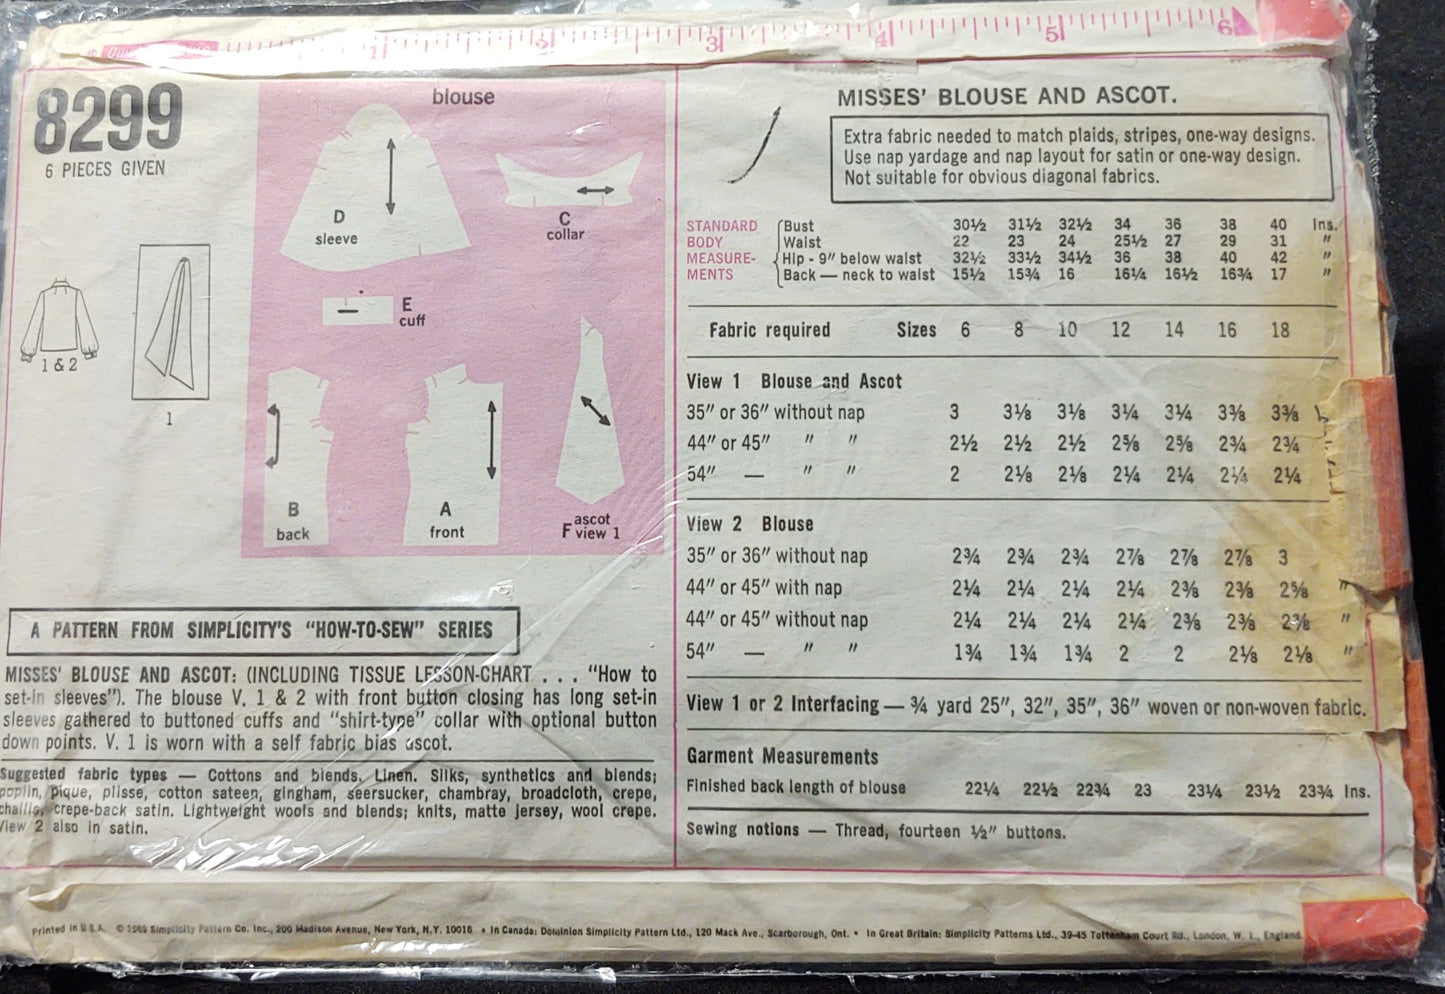 1 2 3 4 5 6
8299
6 PIECES GIVEN
1 & 2
1
blouse
D
sleeve
C
collar
E
cuff
B
back
A
front
F ascot
view 1
A PATTERN FROM SIMPLICITY'S "HOW-TO-SEW" SERIES
MISSES' BLOUSE AND ASCOT: (INCLUDING TISSUE LESSON-CHART . . . "How to
set-in sleeves"). The blouse V. 1 & 2 with front button closing has long set-in
sleeves gathered to buttoned cuffs and "shirt-type" collar with optional button
down points. V. 1 is worn with a self fabric bias ascot.
Suggested fabric types — Cottons and blends. Linen. Silks, synthetics and blends;
poplin, pique, plisse, cotton sateen, gingham, seersucker, chambray, broadcloth, crepe,
challis, crepe-back satin. Lightweight wools and blends; knits, matte jersey, wool crepe.
View 2 also in satin.
MISSES' BLOUSE AND ASCOT.
Extra fabric needed to match plaids, stripes, one-way designs.
Use nap yardage and nap layout for satin or one-way design.
Not suitable for obvious diagonal fabrics.
STANDARD BODY MEASURE-MENTS
Bust 30½ 31½ 32½ 34 36 38 40 Ins.
Waist 22 23 24 25½ 27 29 31 "
Hip - 9" below waist 32½ 33½ 34½ 36 38 40 42 "
Back — neck to waist 15½ 15¾ 16 16¼ 16½ 16¾ 17 "
Fabric required Sizes 6 8 10 12 14 16 18
View 1 Blouse and Ascot
35" or 36" without nap 3 3⅛ 3⅛ 3¼ 3¼ 3⅜ 3⅜
44" or 45" " " 2½ 2½ 2½ 2⅝ 2⅝ 2¾ 2¾
54" — " " 2 2⅛ 2⅛ 2¼ 2¼ 2¼ 2¼
View 2 Blouse
35" or 36" without nap 2¾ 2¾ 2¾ 2⅞ 2⅞ 2⅞ 3
44" or 45" with nap 2¼ 2¼ 2¼ 2¼ 2⅜ 2⅜ 2⅝ "
44" or 45" without nap 2¼ 2¼ 2¼ 2¼ 2⅜ 2⅜ 2⅜ "
54" — " " 1¾ 1¾ 1¾ 2 2 2⅛ 2⅛ "
View 1 or 2 Interfacing — ¾ yard 25", 32", 35", 36" woven or non-woven fabric.
Garment Measurements
Finished back length of blouse 22¼ 22½ 22¾ 23 23¼ 23½ 23¾ Ins.
Sewing notions — Thread, fourteen ½" buttons.
Printed in U.S.A. © 1969 Simplicity Pattern Co. Inc., 200 Madison Avenue, New York, N.Y. 10016 • In Canada: Dominion Simplicity Pattern Ltd., 120 Mack Ave., Scarborough, Ont. • In Great Britain: Simplicity Patterns Ltd., 39-45 Tottenham Court Rd., London, W. 1., England